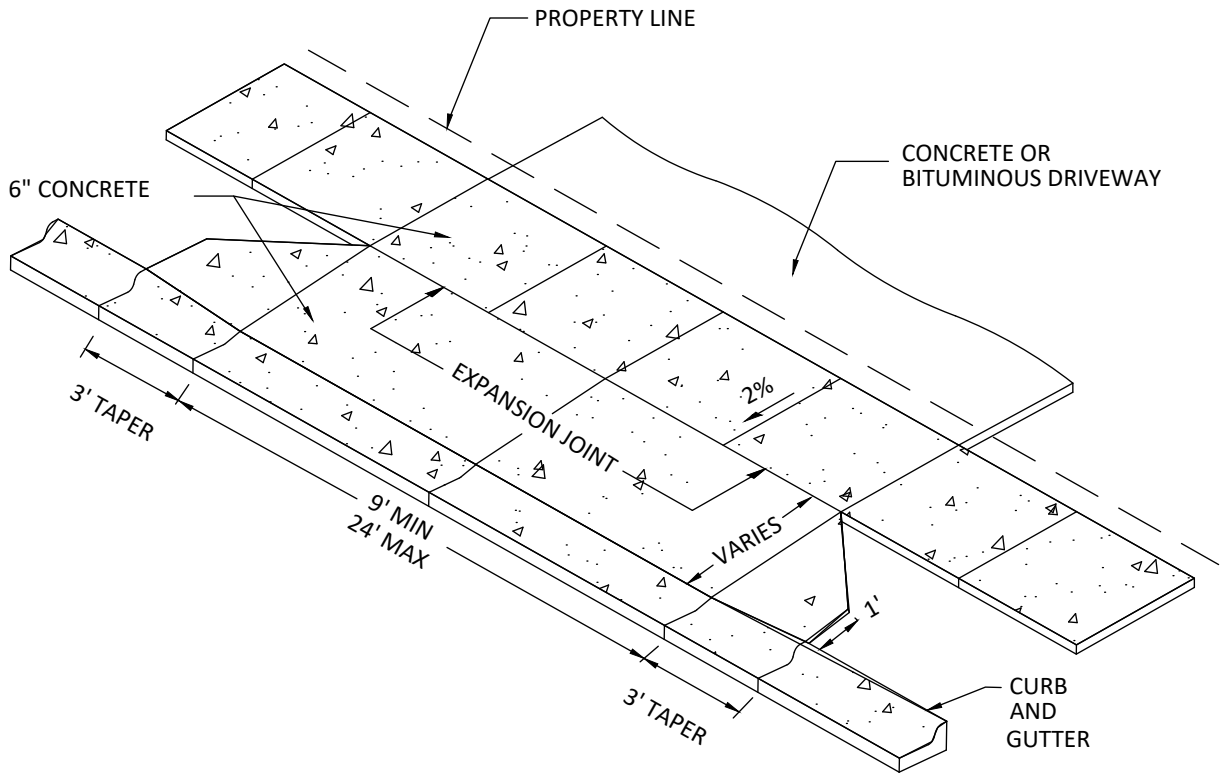 PROPERTY LINE
CONCRETE OR
BITUMINOUS DRIVEWAY
6" CONCRETE
2%
EXPANSION JOINT
3' TAPER
9' MIN
24' MAX
VARIES
1'
3' TAPER
CURB
AND
GUTTER